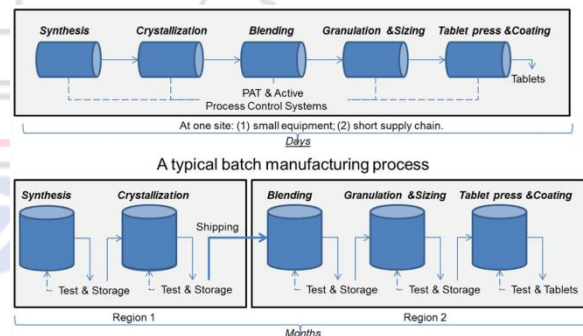 Synthesis Crystallization Blending Granulation &Sizing Tablet press &Coating
Tablets
PAT & Active
Process Control Systems
At one site: (1) small equipment; (2) short supply chain.
Days
A typical batch manufacturing process
Synthesis Crystallization Blending Granulation &Sizing Tablet press &Coating
Shipping
Test & Storage Test & Storage Test & Storage Test & Storage Test & Tablets
Region 1 Region 2
Months